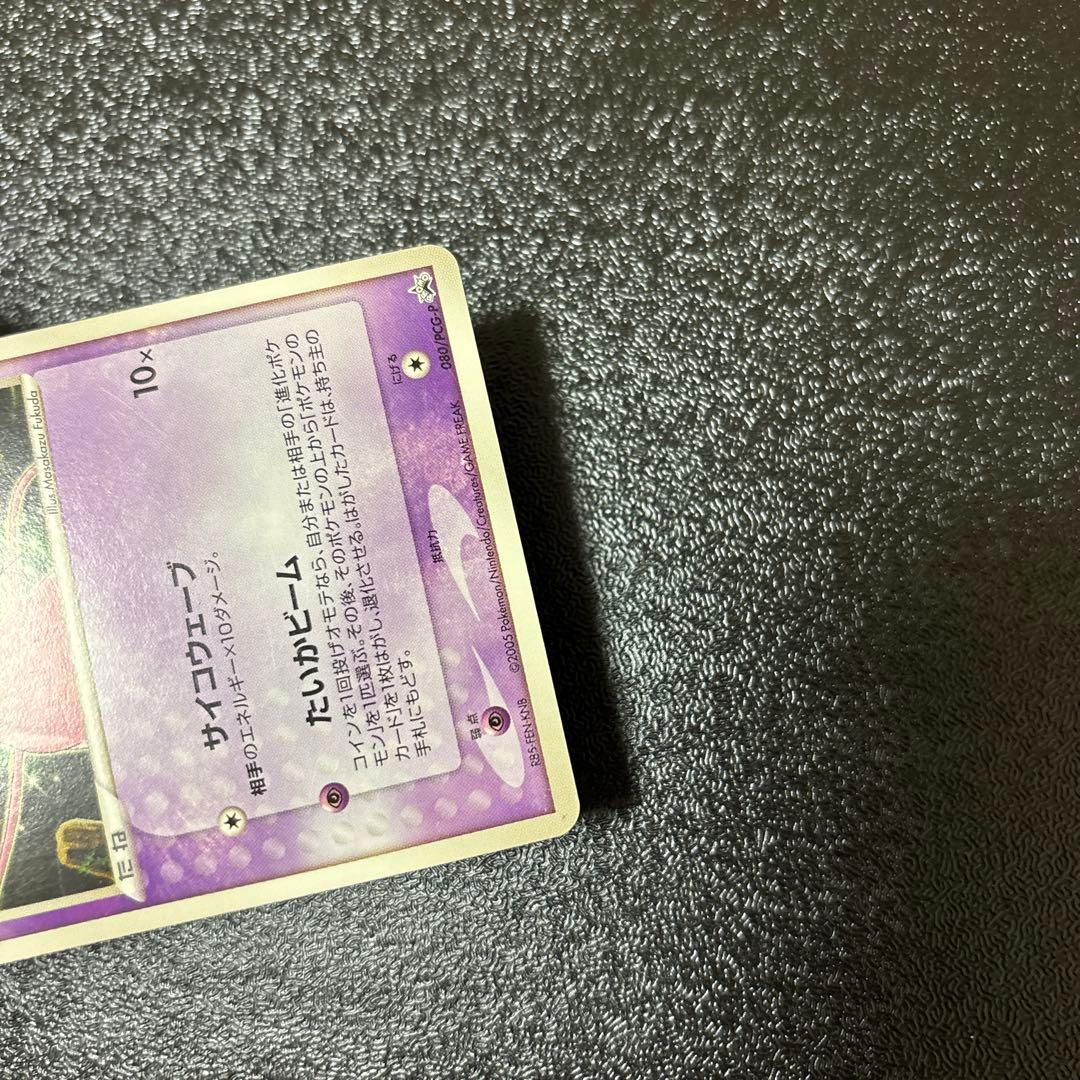 たね
Illus. Masakazu Fukuda
サイコウェーブ 10×
相手のエネルギー×10ダメージ。
たいかビーム
コインを1回投げオモテなら、自分または相手の「進化ポケ
モン」を1匹選ぶ。その後、そのポケモンの上から「ポケモンの
カード」を1枚はがし、退化させる。はがしたカードは、持ち主の
手札にもどす。
弱点 抵抗力 にげる
RBS-FEN-KNB ©2005 Pokémon/Nintendo/Creatures/GAME FREAK 080/PCG-P